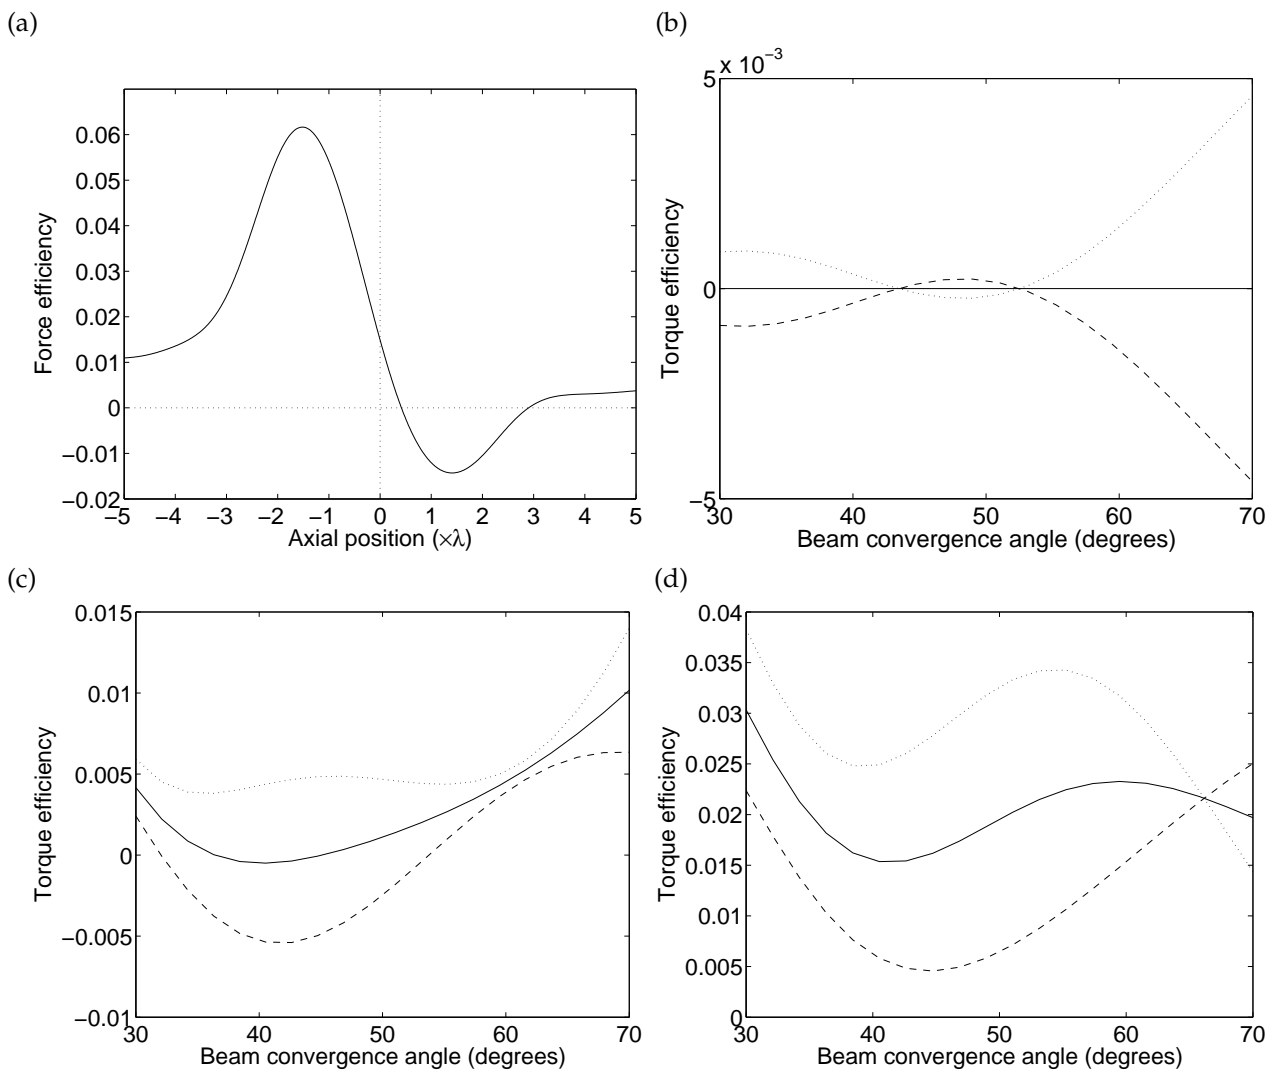 (a)
0.06
0.05
0.04
0.03
0.02
0.01
0
−0.01
−0.02
Force efficiency
−5 −4 −3 −2 −1 0 1 2 3 4 5
Axial position (×λ)
(b)
x 10⁻³
5
0
−5
Torque efficiency
30 40 50 60 70
Beam convergence angle (degrees)
(c)
0.015
0.01
0.005
0
−0.005
−0.01
Torque efficiency
30 40 50 60 70
Beam convergence angle (degrees)
(d)
0.04
0.035
0.03
0.025
0.02
0.015
0.01
0.005
0
Torque efficiency
30 40 50 60 70
Beam convergence angle (degrees)